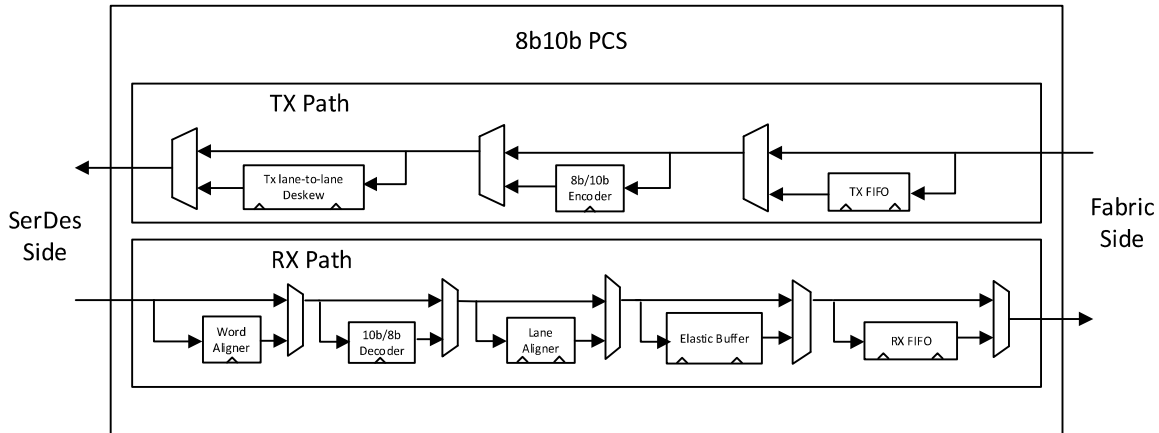 8b10b PCS
TX Path
Tx lane-to-lane
Deskew
8b/10b
Encoder
TX FIFO
SerDes
Side
Fabric
Side
RX Path
Word
Aligner
10b/8b
Decoder
Lane
Aligner
Elastic Buffer
RX FIFO